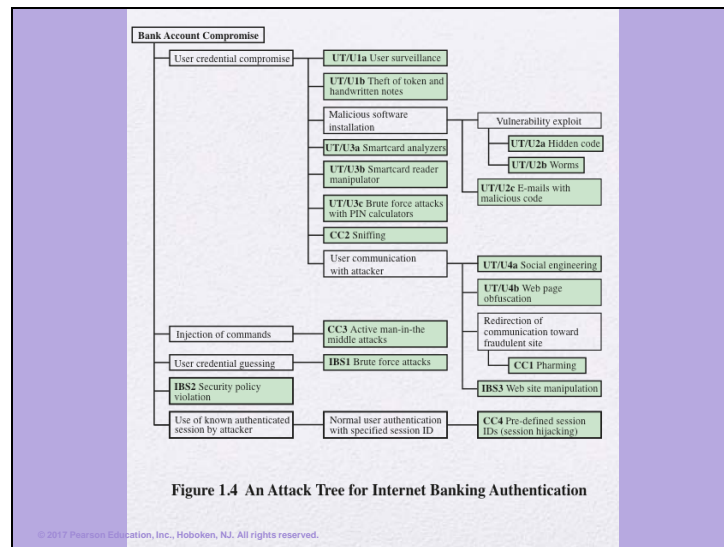 Bank Account Compromise
User credential compromise
UT/U1a User surveillance
UT/U1b Theft of token and
handwritten notes
Malicious software
installation
Vulnerability exploit
UT/U2a Hidden code
UT/U2b Worms
UT/U2c E-mails with
malicious code
UT/U3a Smartcard analyzers
UT/U3b Smartcard reader
manipulator
UT/U3c Brute force attacks
with PIN calculators
CC2 Sniffing
User communication
with attacker
UT/U4a Social engineering
UT/U4b Web page
obfuscation
Redirection of
communication toward
fraudulent site
CC1 Pharming
IBS3 Web site manipulation
Injection of commands
CC3 Active man-in-the
middle attacks
User credential guessing
IBS1 Brute force attacks
IBS2 Security policy
violation
Use of known authenticated
session by attacker
Normal user authentication
with specified session ID
CC4 Pre-defined session
IDs (session hijacking)
Figure 1.4 An Attack Tree for Internet Banking Authentication
© 2017 Pearson Education, Inc., Hoboken, NJ. All rights reserved.